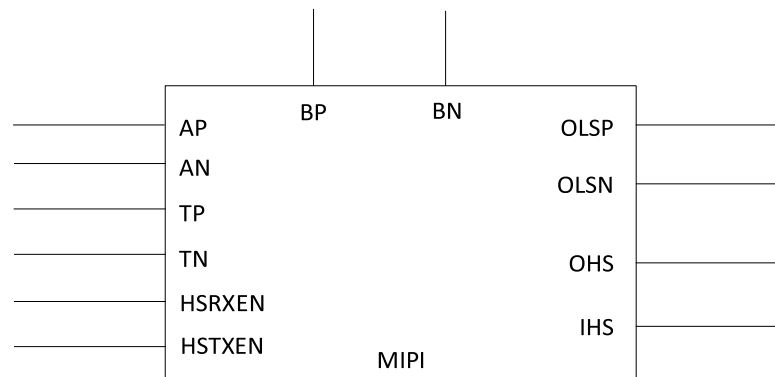 BP
BN
AP
OLSP
AN
OLSN
TP
TN
OHS
HSRXEN
IHS
HSTXEN
MIPI